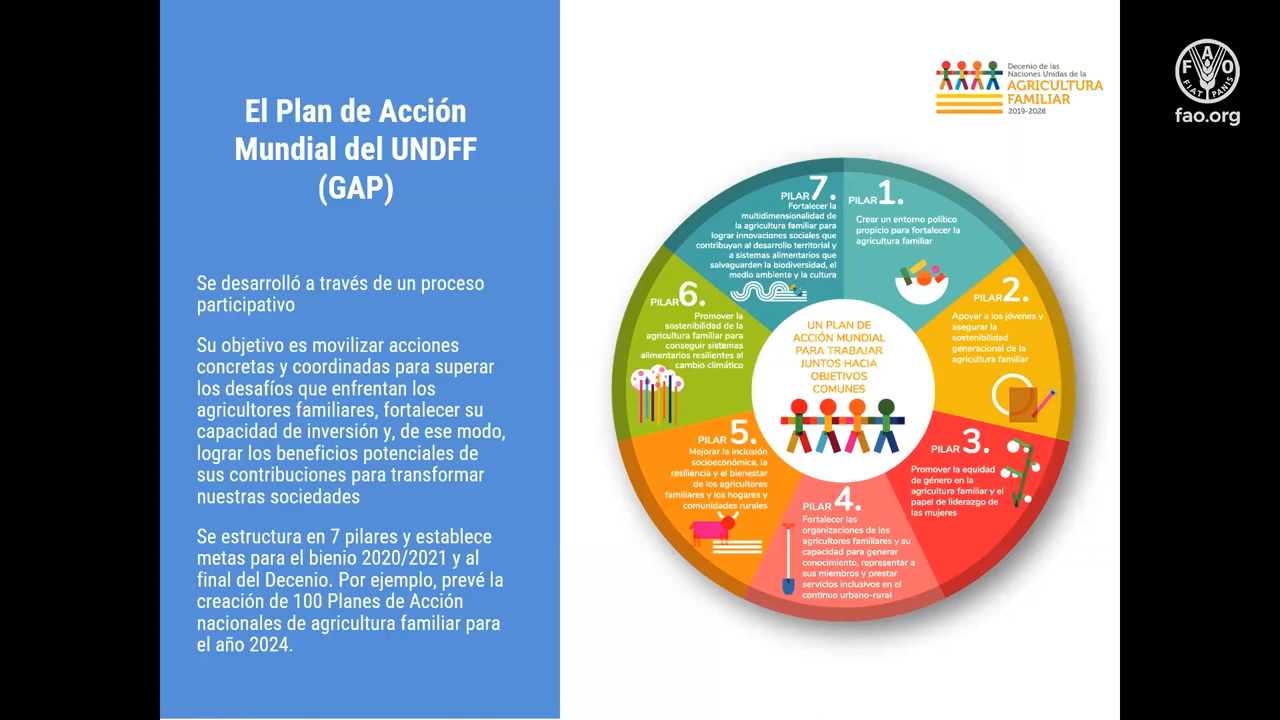 El Plan de Acción
Mundial del UNDFF
(GAP)
Se desarrolló a través de un proceso
participativo
Su objetivo es movilizar acciones
concretas y coordinadas para superar
los desafíos que enfrentan los
agricultores familiares, fortalecer su
capacidad de inversión y, de ese modo,
lograr los beneficios potenciales de
sus contribuciones para transformar
nuestras sociedades
Se estructura en 7 pilares y establece
metas para el bienio 2020/2021 y al
final del Decenio. Por ejemplo, prevé la
creación de 100 Planes de Acción
nacionales de agricultura familiar para
el año 2024.
Decenio de las
Naciones Unidas de la
AGRICULTURA
FAMILIAR
2019-2028
PILAR 1.
Crear un entorno político
propicio para fortalecer la
agricultura familiar
PILAR 2.
Apoyar a los jóvenes y
asegurar la
sostenibilidad
generacional de la
agricultura familiar
PILAR 3.
Promover la equidad
de género en la
agricultura familiar y el
papel de liderazgo de
las mujeres
PILAR 4.
Fortalecer las
organizaciones de los
agricultores familiares y su
capacidad para generar
conocimiento, representar a
sus miembros y prestar
servicios inclusivos en el
continuo urbano-rural
PILAR 5.
Mejorar la inclusión
socioeconómica, la
resiliencia y el bienestar
de los agricultores
familiares y los hogares y
comunidades rurales
PILAR 6.
Promover la
sostenibilidad de la
agricultura familiar para
conseguir sistemas
alimentarios resilientes al
cambio climático
PILAR 7.
Fortalecer la
multidimensionalidad de
la agricultura familiar para
lograr innovaciones sociales que
contribuyan al desarrollo territorial y
a sistemas alimentarios que
salvaguarden la biodiversidad, el
medio ambiente y la cultura
UN PLAN DE
ACCIÓN MUNDIAL
PARA TRABAJAR
JUNTOS HACIA
OBJETIVOS
COMUNES
FAO
FIAT PANIS
fao.org